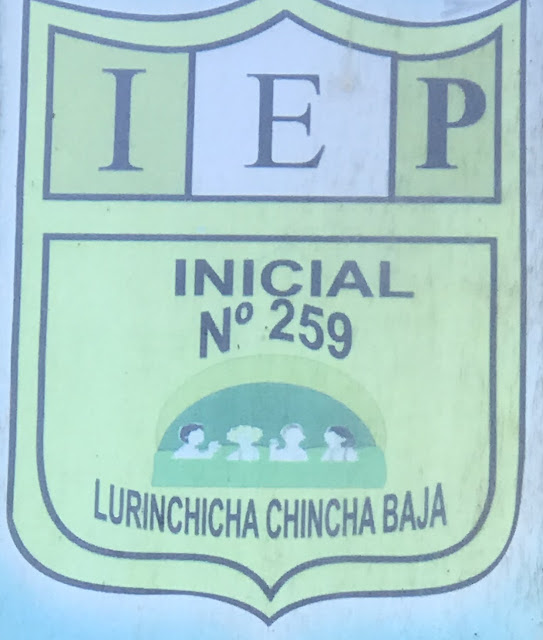 I E P
INICIAL
Nº 259
LURINCHICHA CHINCHA BAJA